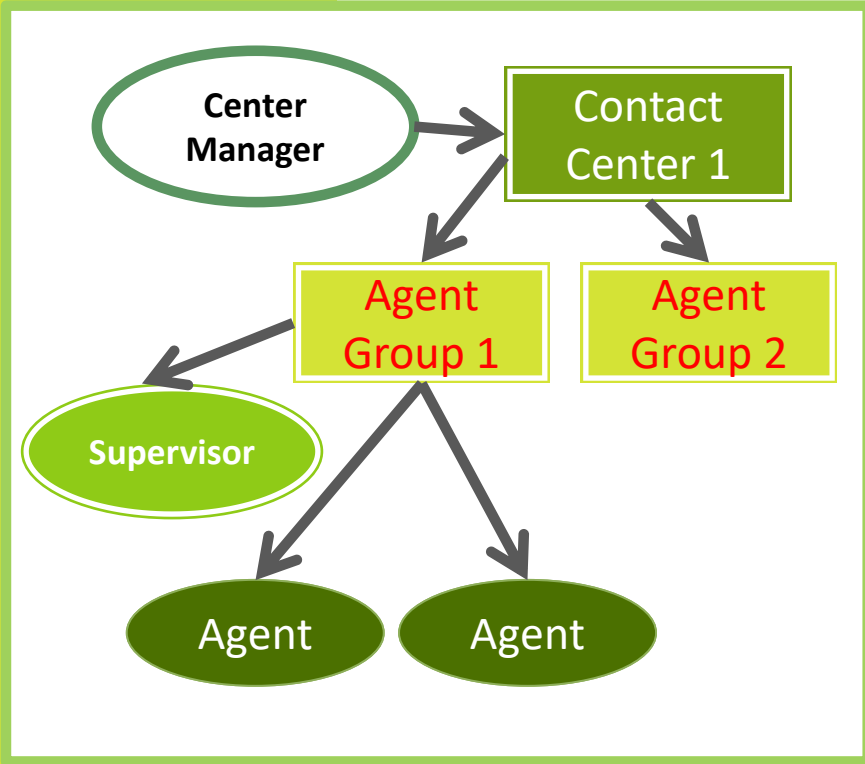 Center
Manager
Contact
Center 1
Agent
Group 1
Agent
Group 2
Supervisor
Agent
Agent